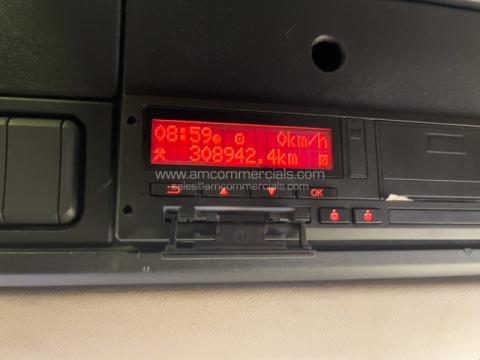 08:59 0km/h
308942.4km
www.amcommercials.com
sales@amcommercials.com
OK